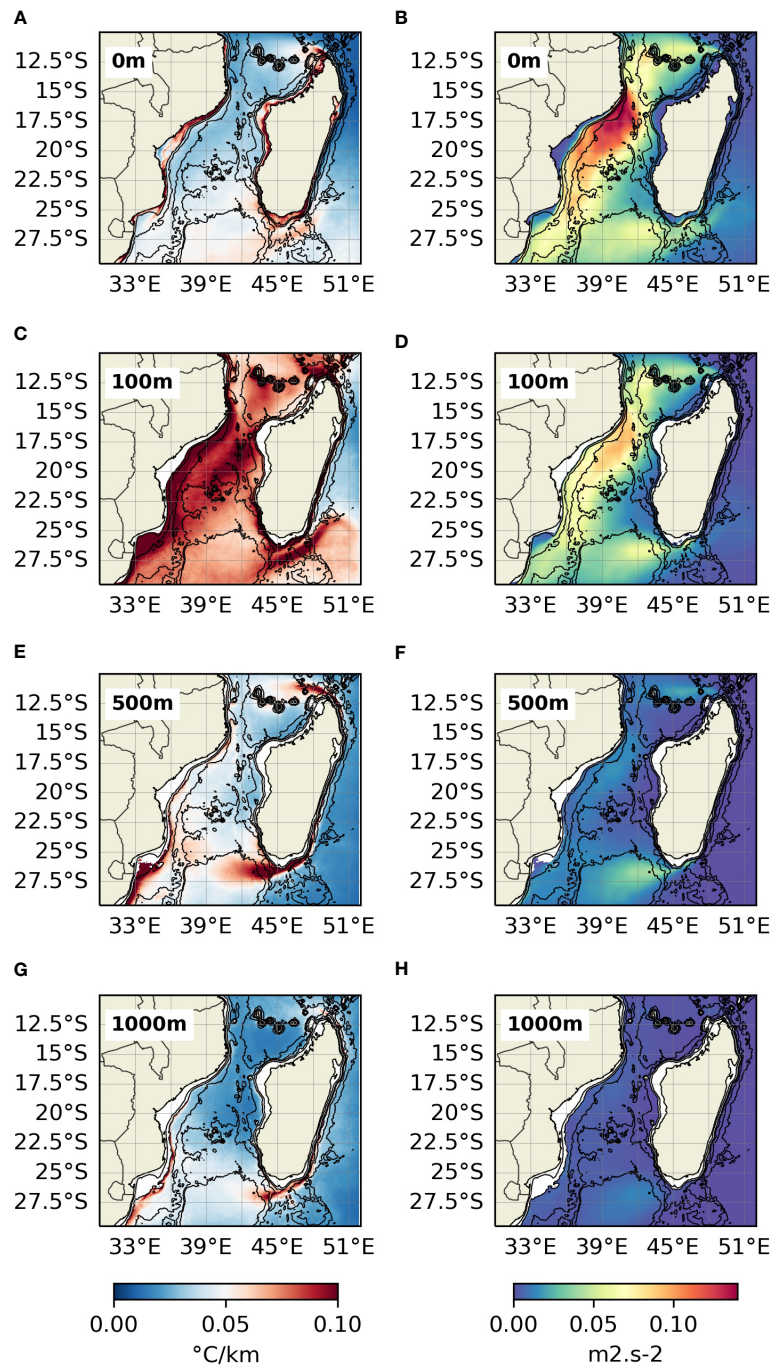 A B
0m 0m
12.5°S 12.5°S
15°S 15°S
17.5°S 17.5°S
20°S 20°S
22.5°S 22.5°S
25°S 25°S
27.5°S 27.5°S
33°E 39°E 45°E 51°E 33°E 39°E 45°E 51°E
C D
100m 100m
12.5°S 12.5°S
15°S 15°S
17.5°S 17.5°S
20°S 20°S
22.5°S 22.5°S
25°S 25°S
27.5°S 27.5°S
33°E 39°E 45°E 51°E 33°E 39°E 45°E 51°E
E F
500m 500m
12.5°S 12.5°S
15°S 15°S
17.5°S 17.5°S
20°S 20°S
22.5°S 22.5°S
25°S 25°S
27.5°S 27.5°S
33°E 39°E 45°E 51°E 33°E 39°E 45°E 51°E
G H
1000m 1000m
12.5°S 12.5°S
15°S 15°S
17.5°S 17.5°S
20°S 20°S
22.5°S 22.5°S
25°S 25°S
27.5°S 27.5°S
33°E 39°E 45°E 51°E 33°E 39°E 45°E 51°E
0.00 0.05 0.10 0.00 0.05 0.10
°C/km m2.s-2